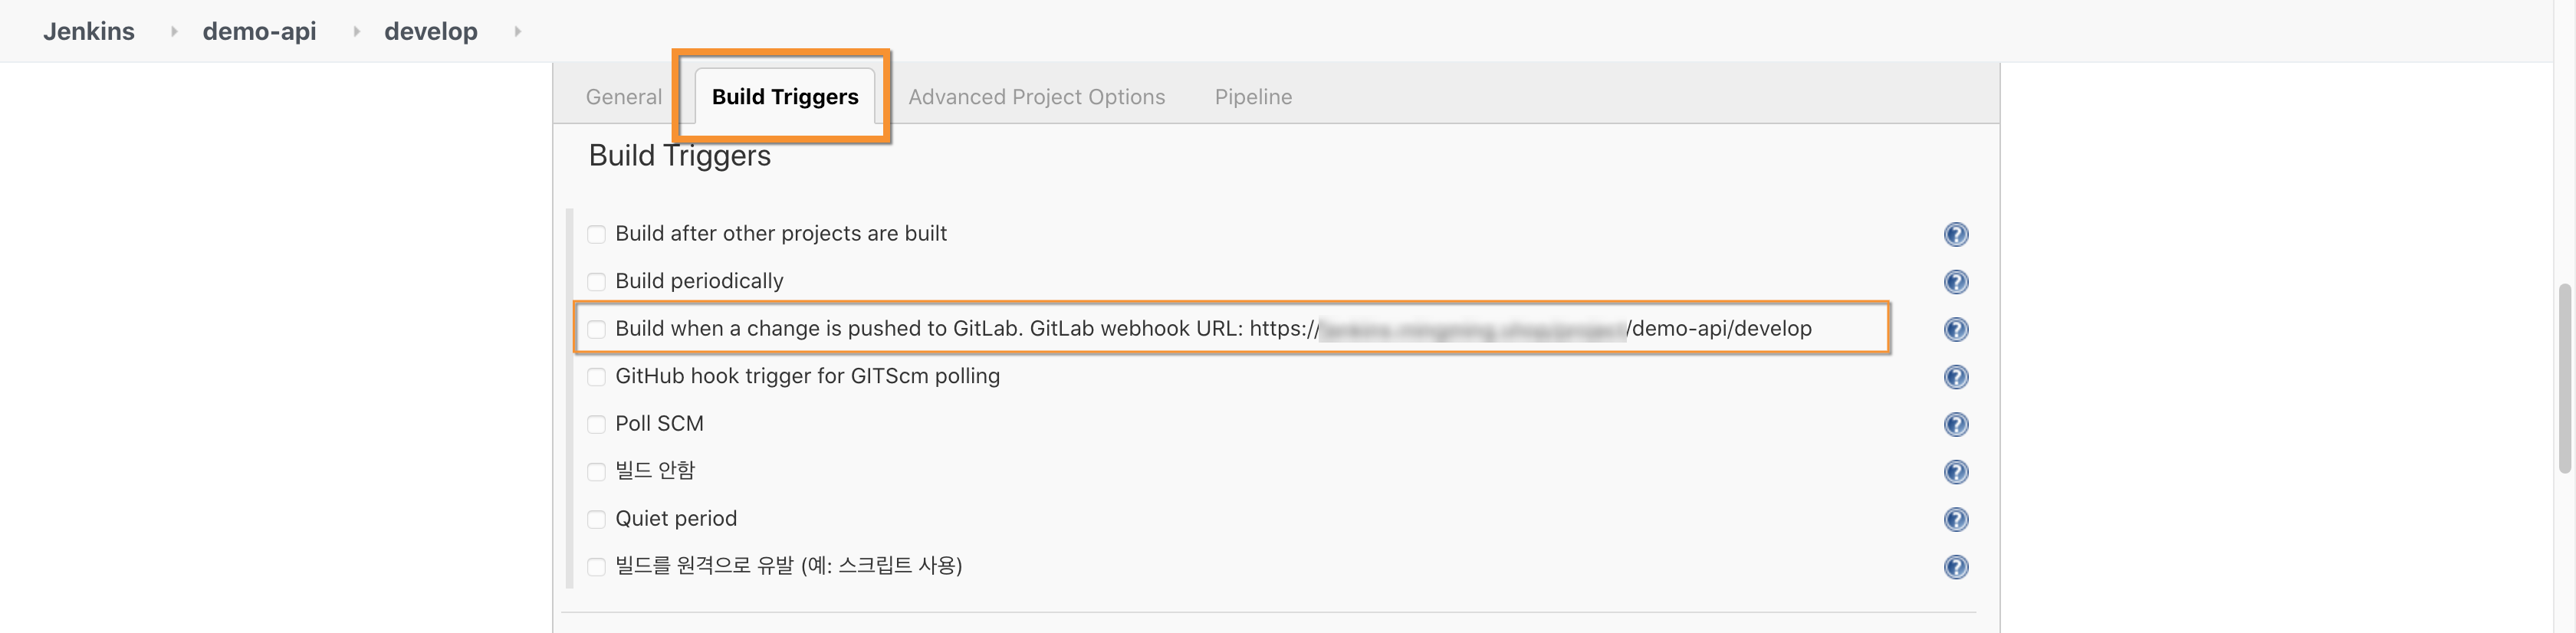 Jenkins demo-api develop
General Build Triggers Advanced Project Options Pipeline
Build Triggers
Build after other projects are built
Build periodically
Build when a change is pushed to GitLab. GitLab webhook URL: https:// /demo-api/develop
GitHub hook trigger for GITScm polling
Poll SCM
빌드 안함
Quiet period
빌드를 원격으로 유발 (예: 스크립트 사용)